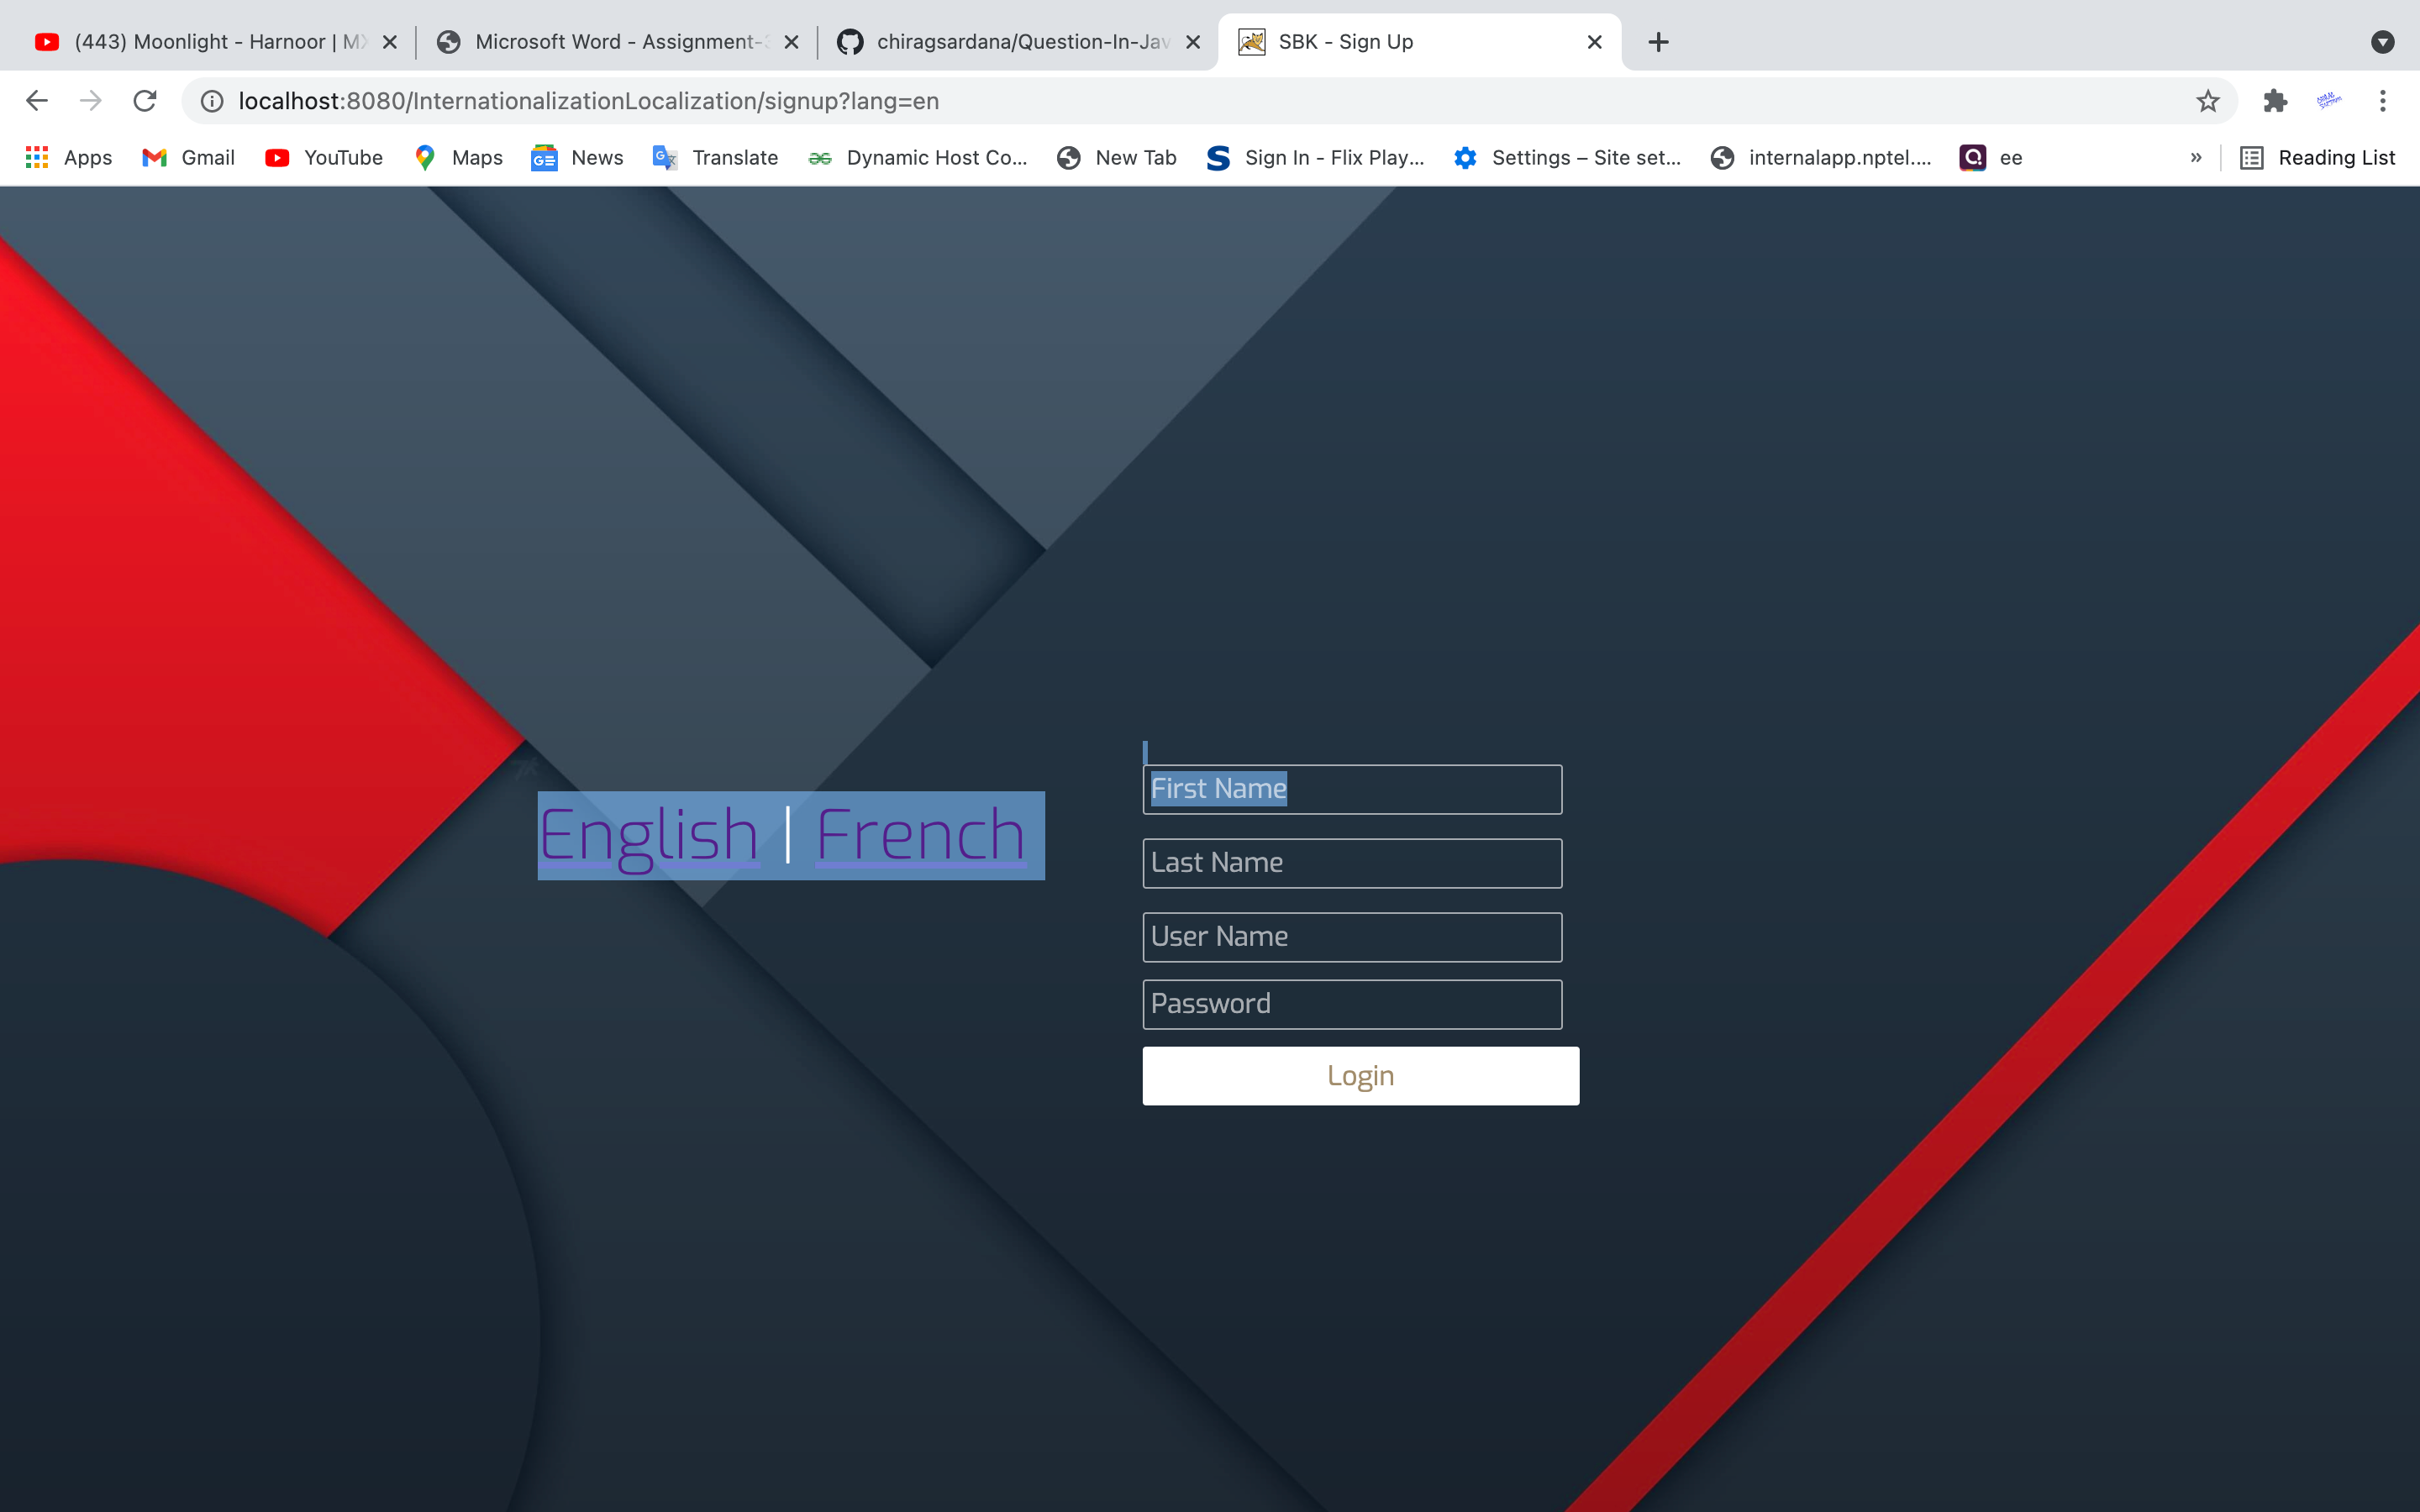 (443) Moonlight - Harnoor | MX
Microsoft Word - Assignment-3
chiragsardana/Question-In-Jav
SBK - Sign Up
localhost:8080/InternationalizationLocalization/signup?lang=en
Apps Gmail YouTube Maps News Translate Dynamic Host Co... New Tab Sign In - Flix Play... Settings – Site set... internalapp.nptel.... ee » Reading List
English | French
First Name
Last Name
User Name
Password
Login